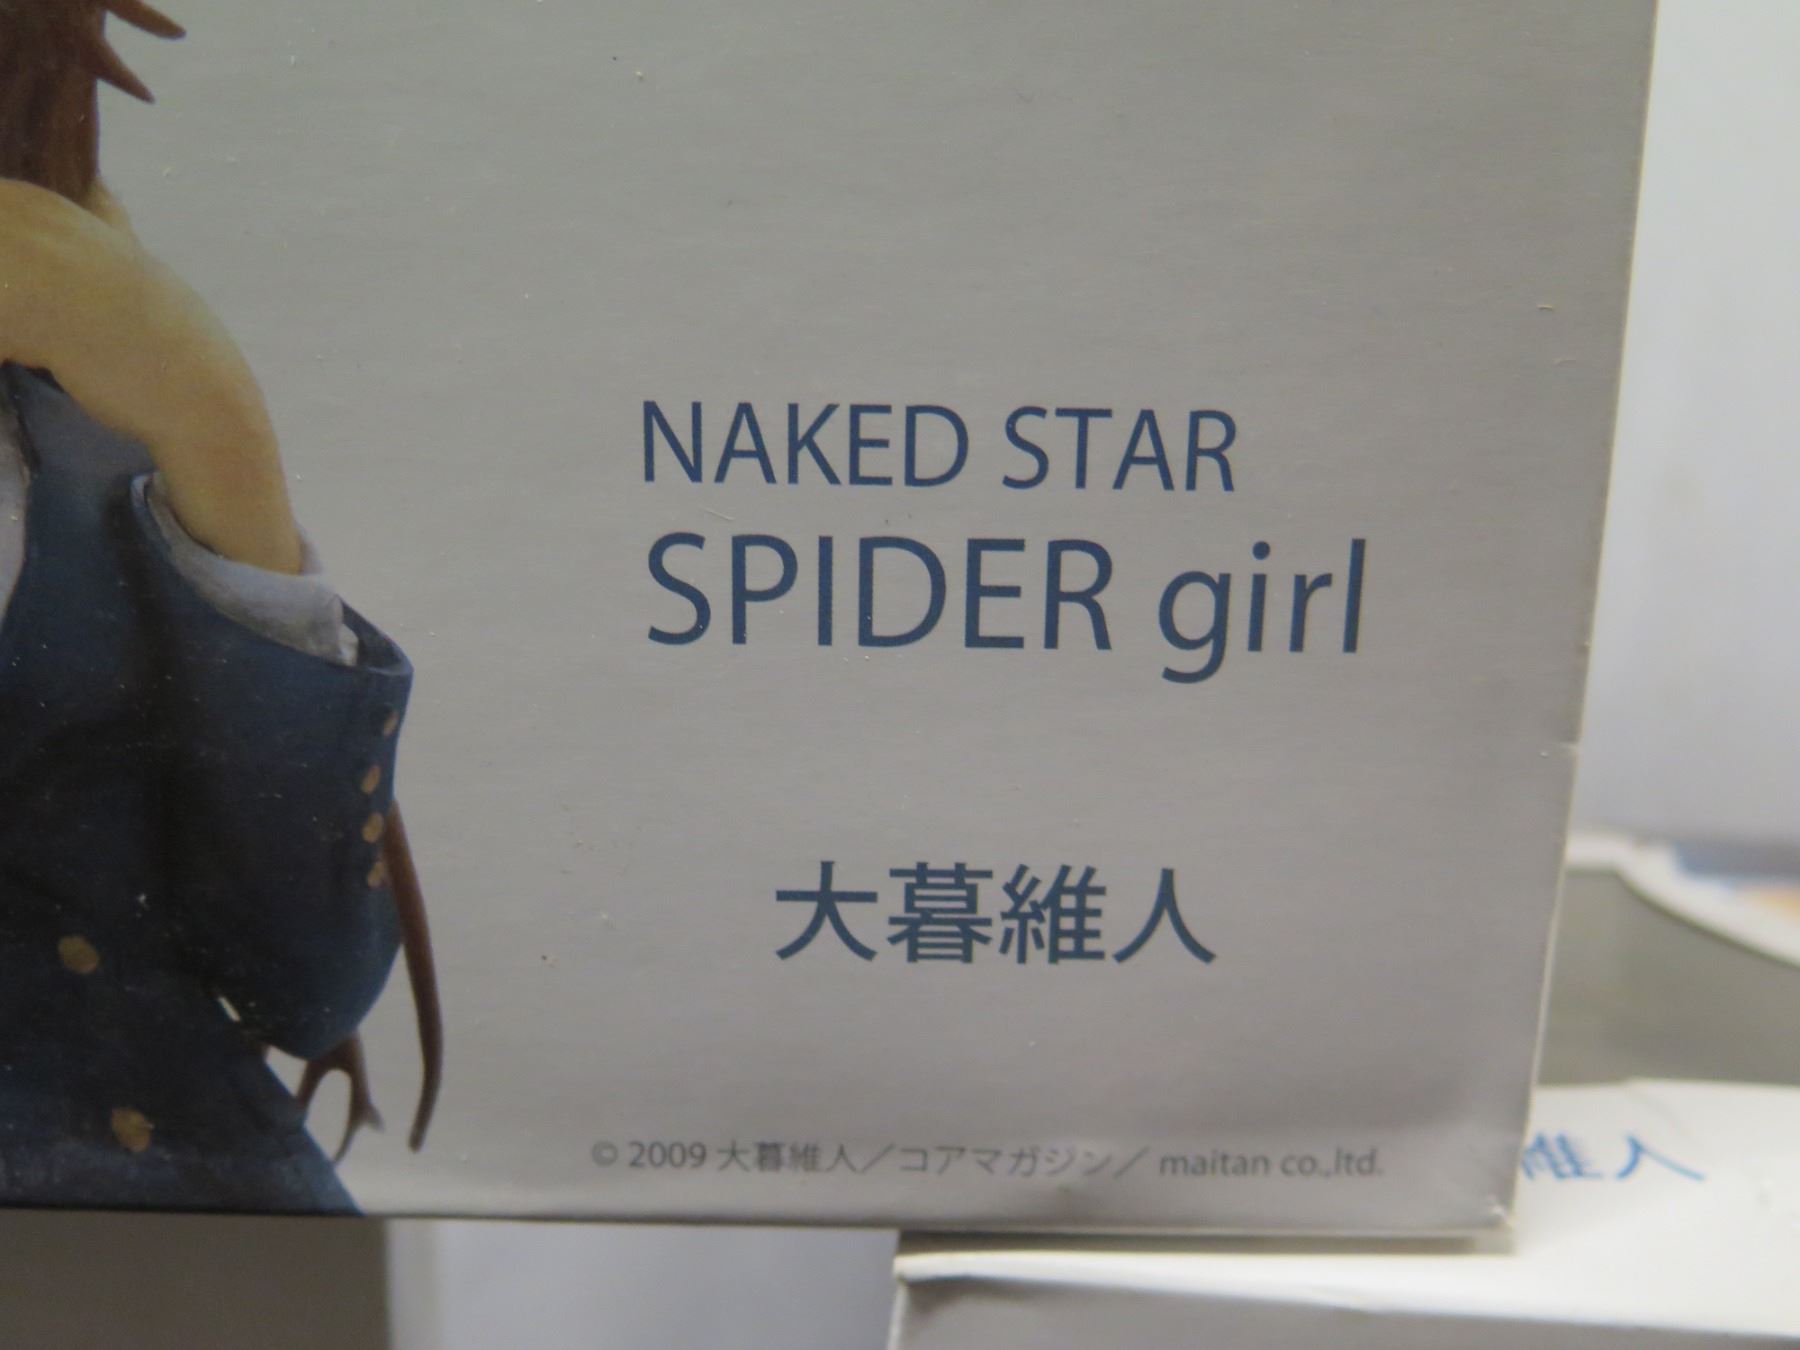 NAKED STAR
SPIDER girl
大暮維人
© 2009 大暮維人／コアマガジン／ maitan co.,ltd.
維人